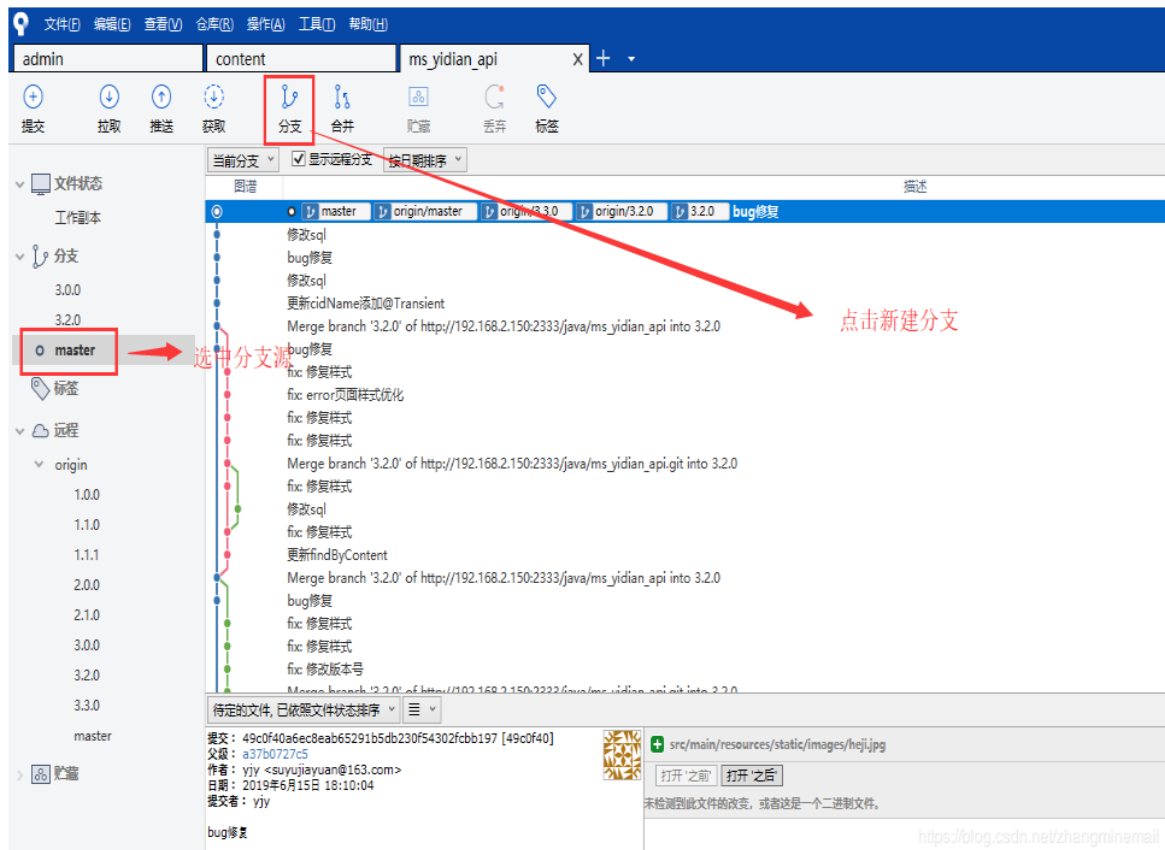 文件(F) 编辑(E) 查看(V) 仓库(R) 操作(A) 工具(T) 帮助(H)
admin content ms_yidian_api X +
提交 拉取 推送 获取 分支 合并 贮藏 丢弃 标签
当前分支 显示远程分支 按日期排序
图谱 描述
文件状态
工作副本
分支
3.0.0
3.2.0
master
标签
远程
origin
1.0.0
1.1.0
1.1.1
2.0.0
2.1.0
3.0.0
3.2.0
3.3.0
master
贮藏
选中分支源
点击新建分支
master origin/master origin/3.3.0 origin/3.2.0 3.2.0 bug修复
修改sql
bug修复
修改sql
更新cidName添加@Transient
Merge branch '3.2.0' of http://192.168.2.150:2333/java/ms_yidian_api into 3.2.0
bug修复
fix: 修复样式
fix: error页面样式优化
fix: 修复样式
fix: 修复样式
Merge branch '3.2.0' of http://192.168.2.150:2333/java/ms_yidian_api.git into 3.2.0
fix: 修复样式
修改sql
fix: 修复样式
更新findByContent
Merge branch '3.2.0' of http://192.168.2.150:2333/java/ms_yidian_api into 3.2.0
bug修复
fix: 修复样式
fix: 修复样式
fix: 修改版本号
Merge branch '3.2.0' of http://192.168.2.150:2333/java/ms_yidian_api.git into 3.2.0
待定的文件, 已依照文件状态排序
提交： 49c0f40a6ec8eab65291b5db230f54302fcbb197 [49c0f40]
父级： a37b0727c5
作者： yjy <suyujiayuan@163.com>
日期： 2019年6月15日 18:10:04
提交者： yjy
bug修复
src/main/resources/static/images/heji.jpg
打开 '之前' 打开 '之后'
未检测到此文件的改变，或者这是一个二进制文件。
https://blog.csdn.net/zhangminemail